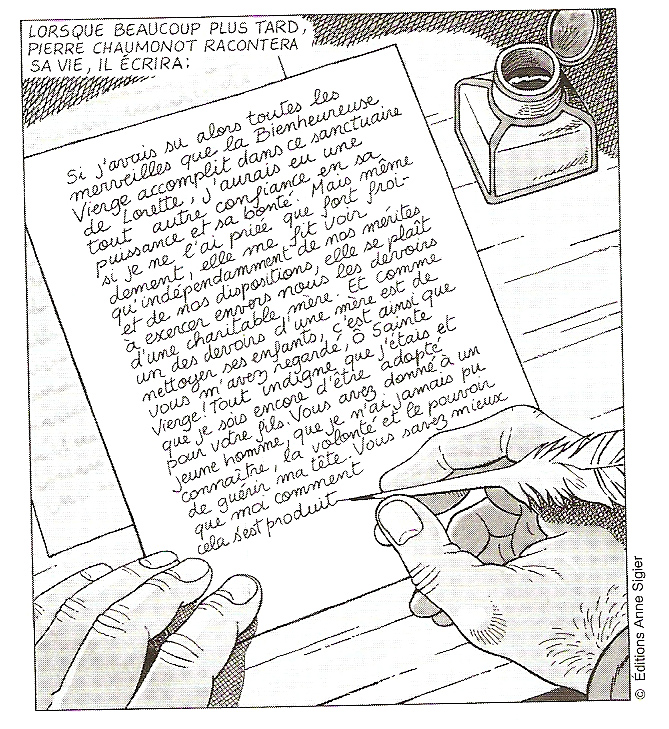 LORSQUE BEAUCOUP PLUS TARD,
PIERRE CHAUMONOT RACONTERA
SA VIE, IL ÉCRIRA:
Si j'avais su alors toutes les
merveilles que la Bienheureuse
Vierge accomplit dans ce sanctuaire
de Lorette, j'aurais eu une
tout autre confiance en sa
puissance et sa bonté. Mais même
si je ne l'ai priée que fort froi-
dement, elle me fit voir
qu'indépendamment de nos mérites
et de nos dispositions, elle se plaît
à exercer envers nous les devoirs
d'une charitable mère. Et comme
un des devoirs d'une mère est de
nettoyer ses enfants, c'est ainsi que
vous m'avez regardé, Ô Sainte
Vierge! Tout indigne que j'étais et
que je sois encore d'être adopté
pour votre fils. Vous avez donné à un
jeune homme, que je n'ai jamais pu
connaître, la volonté et le pouvoir
de guérir ma tête. Vous savez mieux
que moi comment
cela s'est produit
© Éditions Anne Sigier